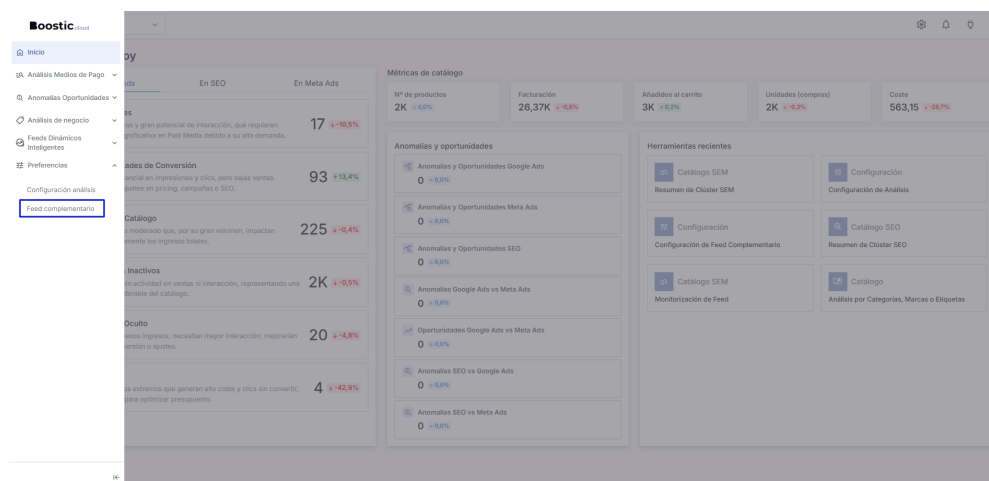 Boostic.cloud
Inicio
Análisis Medios de Pago
Anomalías Oportunidades
Análisis de negocio
Feeds Dinámicos
Inteligentes
Preferencias
Configuración análisis
Feed complementario
by
Ads
En SEO
En Meta Ads
es
os y gran potencial de interacción, que requieren
gnificativa en Paid Media debido a su alta demanda.
17
-10,5%
ades de Conversión
ancial en impresiones y clics, pero bajas ventas.
ajustes en pricing, campañas o SEO.
93
+13,4%
Catálogo
o moderado que, por su gran volumen, impactan
amente los ingresos totales.
225
-0,4%
s Inactivos
in actividad en ventas ni interacción, representando una
derable del catálogo.
2K
-0,5%
Oculto
enos ingresos, necesitan mayor interacción; mejorarían
versión o ajustes.
20
-4,8%
os extremos que generan alto coste y clics sin convertir,
para optimizar presupuesto.
4
-42,9%
Métricas de catálogo
Nº de productos
2K = 0,0%
Facturación
26,37K -0,8%
Añadidos al carrito
3K +0,2%
Unidades (compras)
2K -0,3%
Coste
563,15 -28,7%
Anomalías y oportunidades
Anomalías y Oportunidades Google Ads
0 = 0,0%
Anomalías y Oportunidades Meta Ads
0 = 0,0%
Anomalías y Oportunidades SEO
0 = 0,0%
Anomalías Google Ads vs Meta Ads
0 = 0,0%
Oportunidades Google Ads vs Meta Ads
0 = 0,0%
Anomalías SEO vs Google Ads
0 = 0,0%
Anomalías SEO vs Meta Ads
0 = 0,0%
Herramientas recientes
Catálogo SEM
Resumen de Clúster SEM
Configuración
Configuración de Análisis
Configuración
Configuración de Feed Complementario
Catálogo SEO
Resumen de Clúster SEO
Catálogo SEM
Monitorización de Feed
Catálogo
Análisis por Categorías, Marcas o Etiquetas